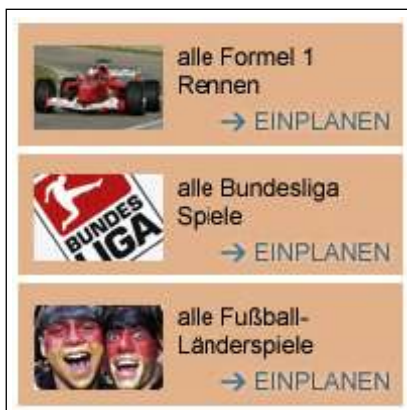 alle Formel 1
Rennen
→ EINPLANEN
alle Bundesliga
Spiele
→ EINPLANEN
BUNDES
LIGA
alle Fußball-
Länderspiele
→ EINPLANEN